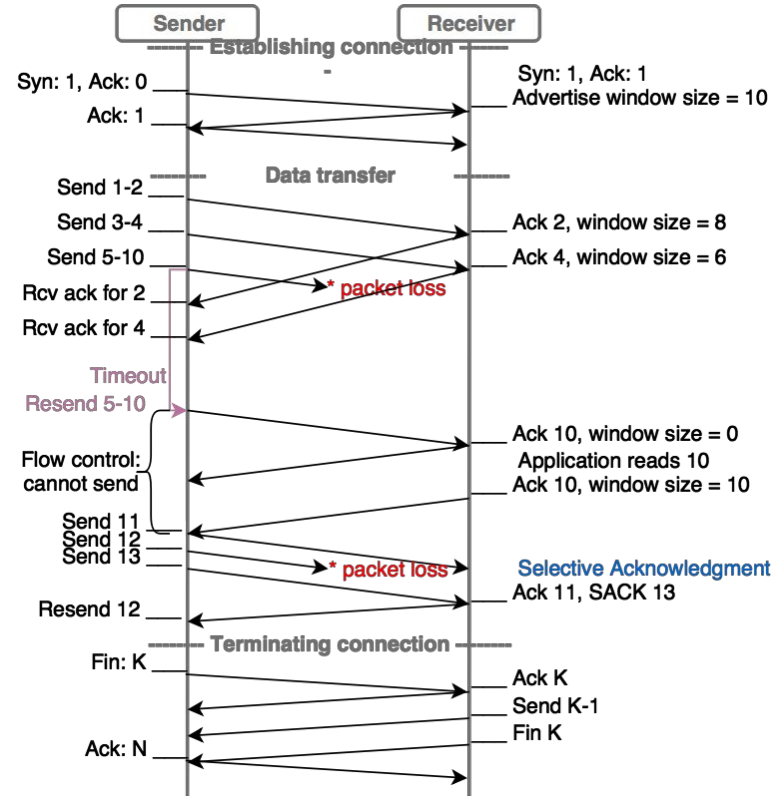 Sender
Receiver
Establishing connection
-
Syn: 1, Ack: 0
Syn: 1, Ack: 1
Advertise window size = 10
Ack: 1
Data transfer
Send 1-2
Send 3-4
Ack 2, window size = 8
Send 5-10
Ack 4, window size = 6
* packet loss
Rcv ack for 2
Rcv ack for 4
Timeout
Resend 5-10
Ack 10, window size = 0
Flow control:
cannot send
Application reads 10
Ack 10, window size = 10
Send 11
Send 12
Send 13
* packet loss
Selective Acknowledgment
Ack 11, SACK 13
Resend 12
Terminating connection
Fin: K
Ack K
Send K-1
Fin K
Ack: N